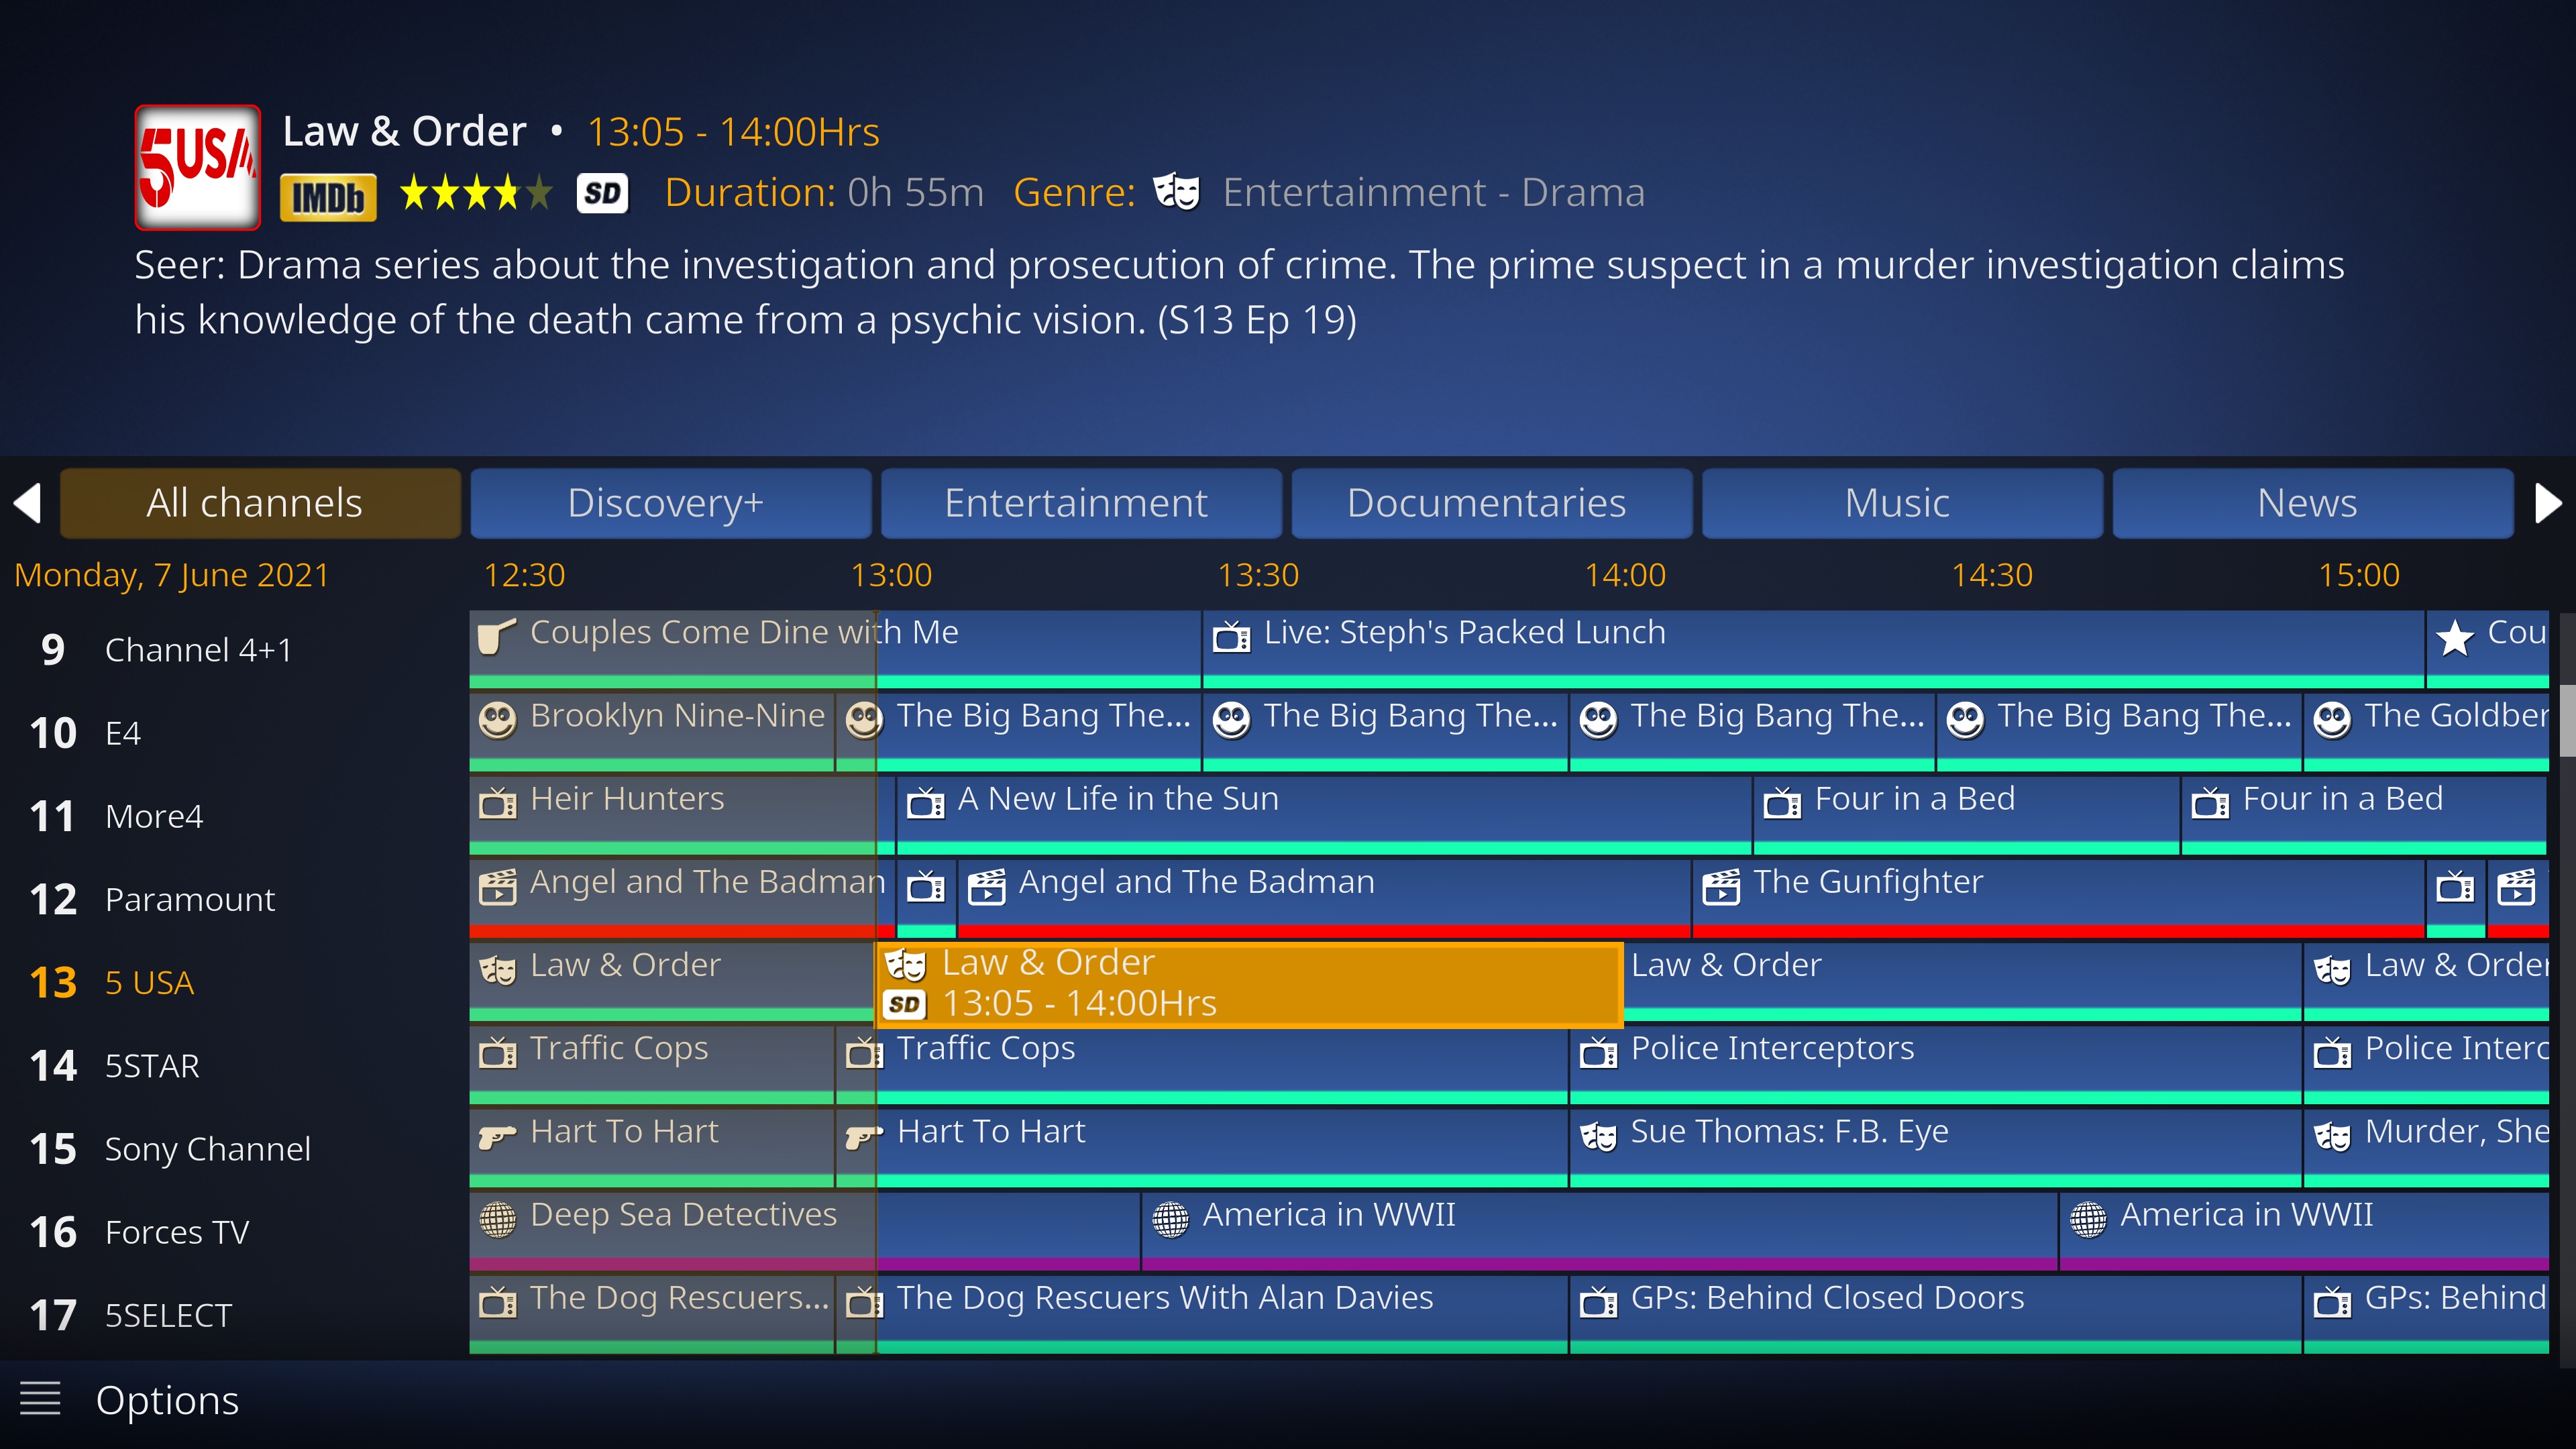 5USA
Law & Order • 13:05 - 14:00Hrs
IMDb SD Duration: 0h 55m Genre: Entertainment - Drama
Seer: Drama series about the investigation and prosecution of crime. The prime suspect in a murder investigation claims
his knowledge of the death came from a psychic vision. (S13 Ep 19)
All channels Discovery+ Entertainment Documentaries Music News
Monday, 7 June 2021 12:30 13:00 13:30 14:00 14:30 15:00
9 Channel 4+1 Couples Come Dine with Me Live: Steph's Packed Lunch Cou
10 E4 Brooklyn Nine-Nine The Big Bang The... The Big Bang The... The Big Bang The... The Big Bang The... The Goldber
11 More4 Heir Hunters A New Life in the Sun Four in a Bed Four in a Bed
12 Paramount Angel and The Badman Angel and The Badman The Gunfighter
13 5 USA Law & Order Law & Order Law & Order Law & Order
SD 13:05 - 14:00Hrs
14 5STAR Traffic Cops Traffic Cops Police Interceptors Police Interc
15 Sony Channel Hart To Hart Hart To Hart Sue Thomas: F.B. Eye Murder, She
16 Forces TV Deep Sea Detectives America in WWII America in WWII
17 5SELECT The Dog Rescuers... The Dog Rescuers With Alan Davies GPs: Behind Closed Doors GPs: Behind
Options